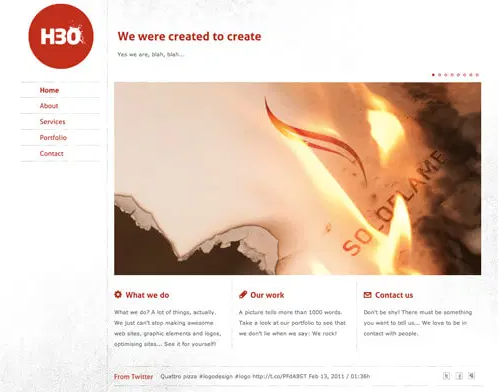 H3O
We were created to create
Yes we are, blah, blah...
Home
About
Services
Portfolio
Contact
SOLOFLAME
What we do
What we do? A lot of things, actually.
We just can't stop making awesome
web sites, graphic elements and logos,
optimising sites... See it for yourself!
Our work
A picture tells more than 1000 words.
Take a look at our portfolio to see that
we don't lie when we say: We rock!
Contact us
Don't be shy! There must be something
you want to tell us... We love to be in
contact with people.
From Twitter Quattro pizza #logodesign #logo http://t.co/PFdABST Feb 13, 2011 / 01:36h